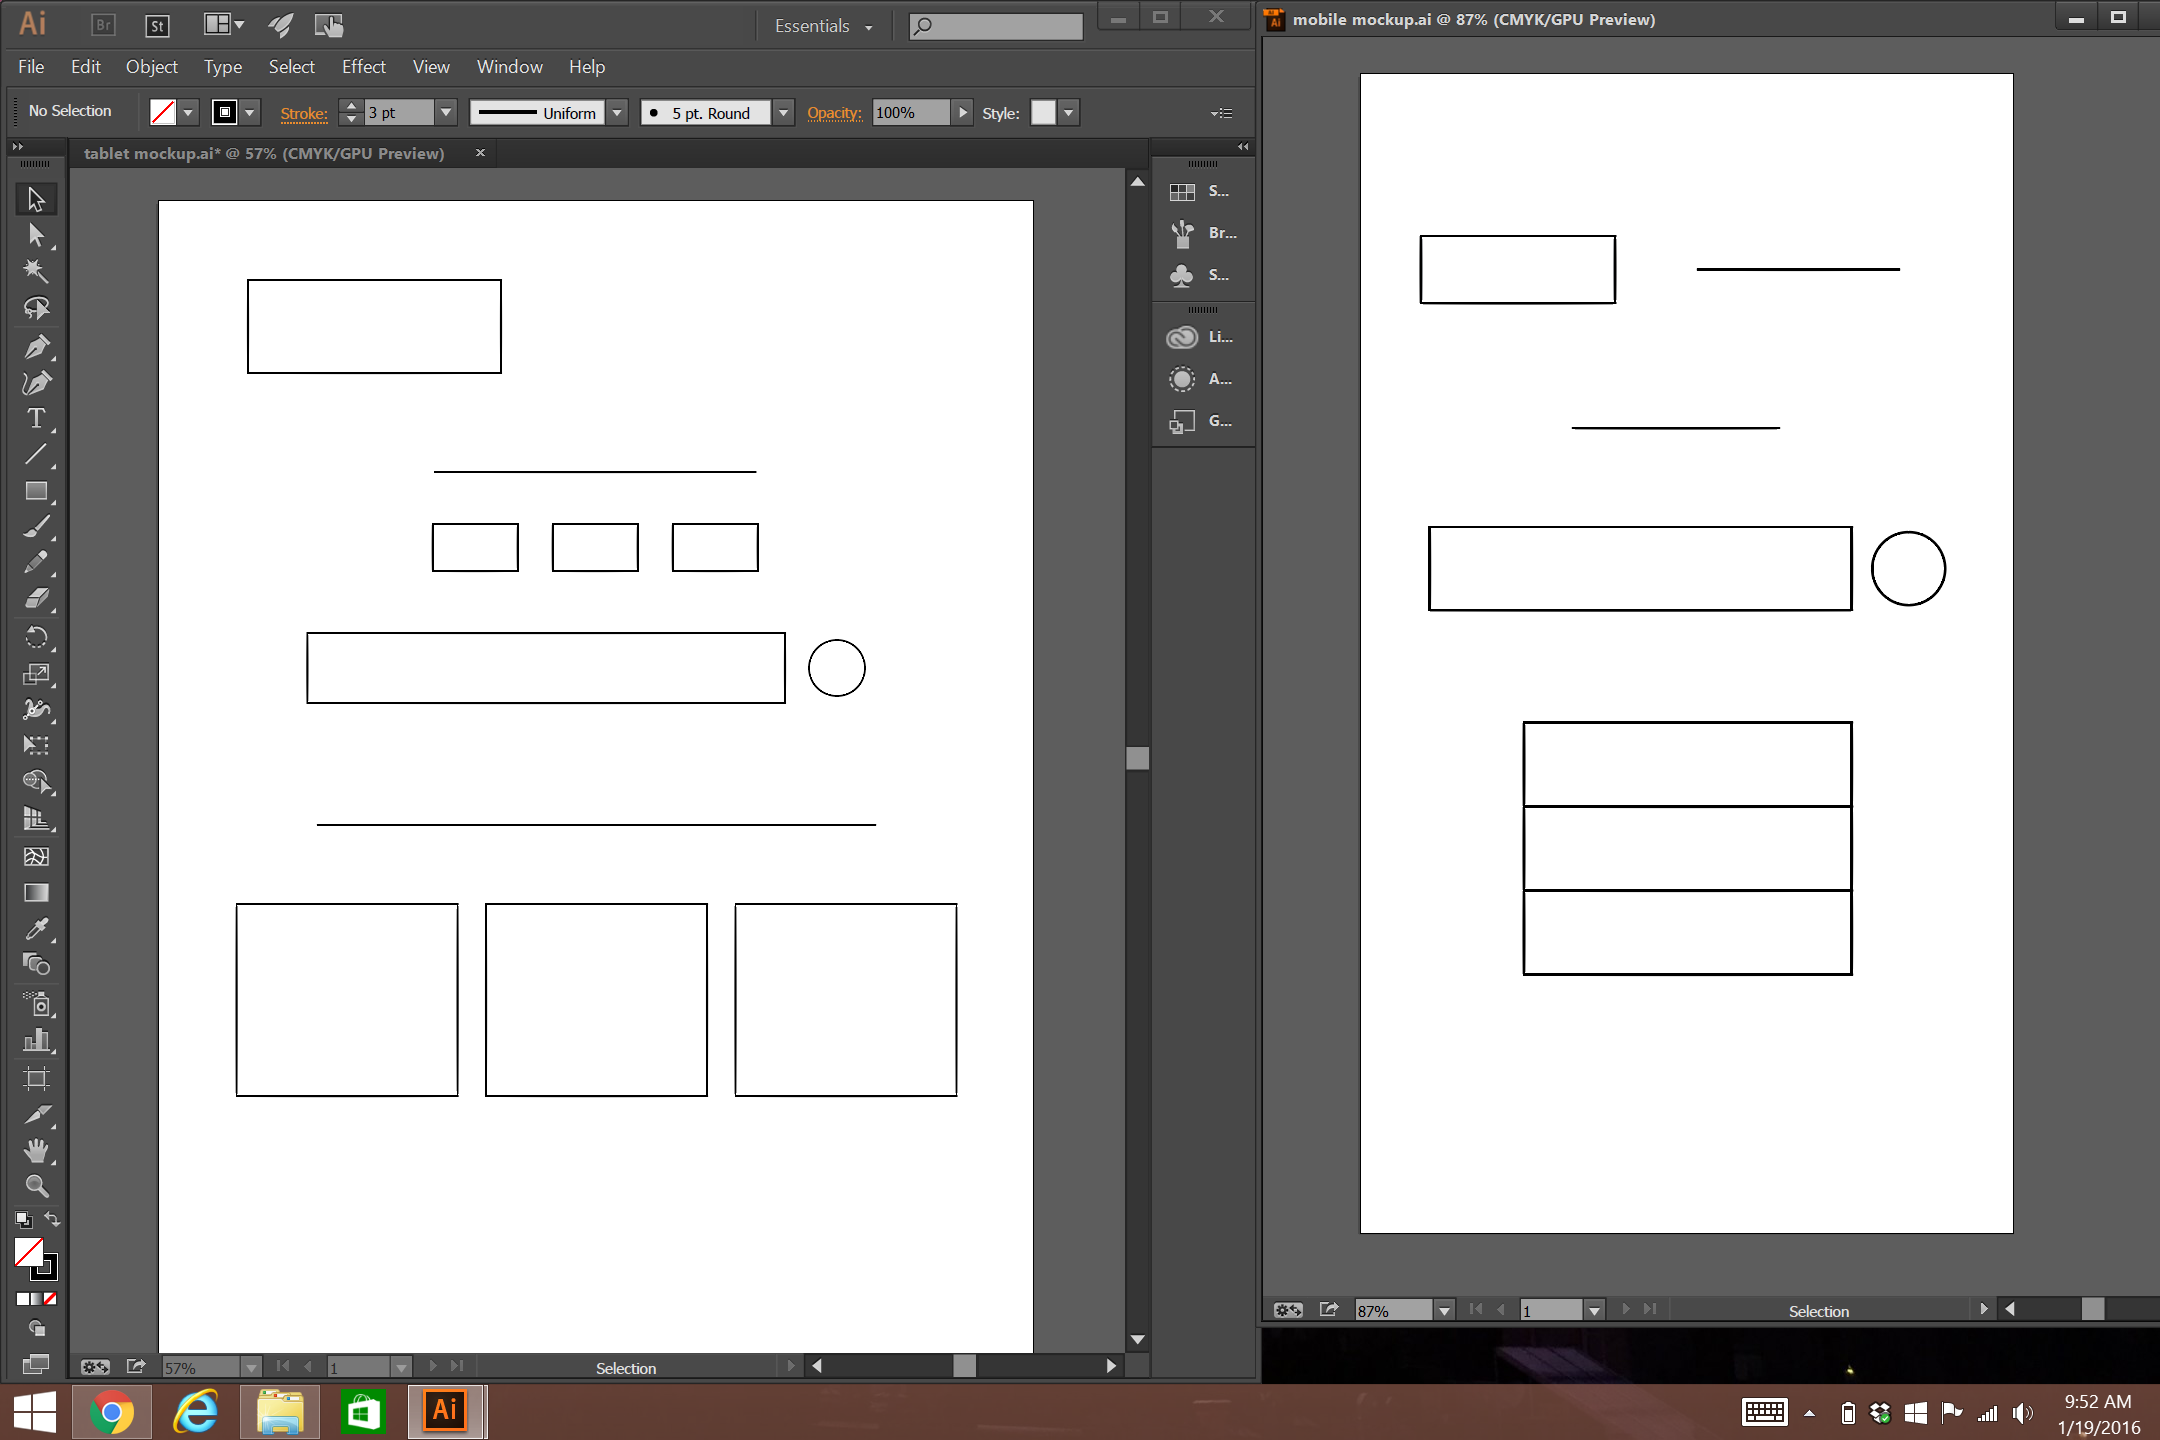 Ai Br St Essentials
mobile mockup.ai @ 87% (CMYK/GPU Preview)
File Edit Object Type Select Effect View Window Help
No Selection Stroke: 3 pt Uniform 5 pt. Round Opacity: 100% Style:
tablet mockup.ai* @ 57% (CMYK/GPU Preview)
S...
Br...
S...
Li...
A...
G...
87% 1 Selection
57% 1 Selection
Ai
9:52 AM
1/19/2016